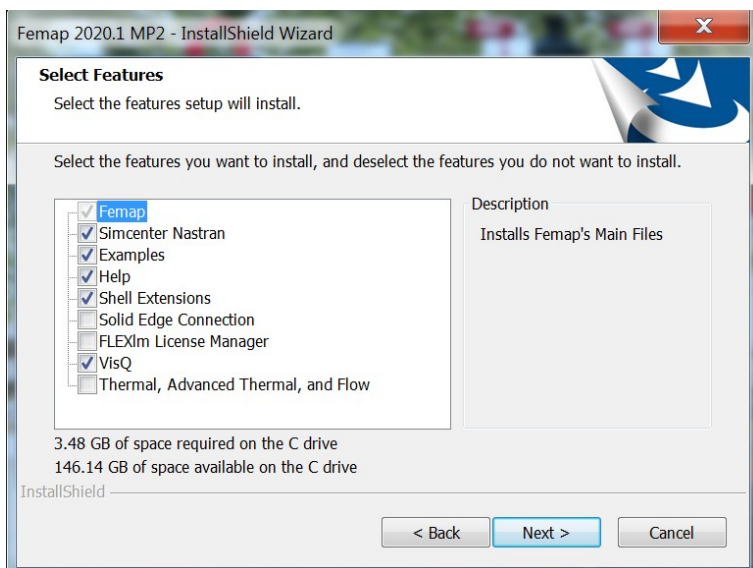 Femap 2020.1 MP2 - InstallShield Wizard
Select Features
Select the features setup will install.
Select the features you want to install, and deselect the features you do not want to install.
Femap
Simcenter Nastran
Examples
Help
Shell Extensions
Solid Edge Connection
FLEXlm License Manager
VisQ
Thermal, Advanced Thermal, and Flow
Description
Installs Femap's Main Files
3.48 GB of space required on the C drive
146.14 GB of space available on the C drive
InstallShield
< Back
Next >
Cancel